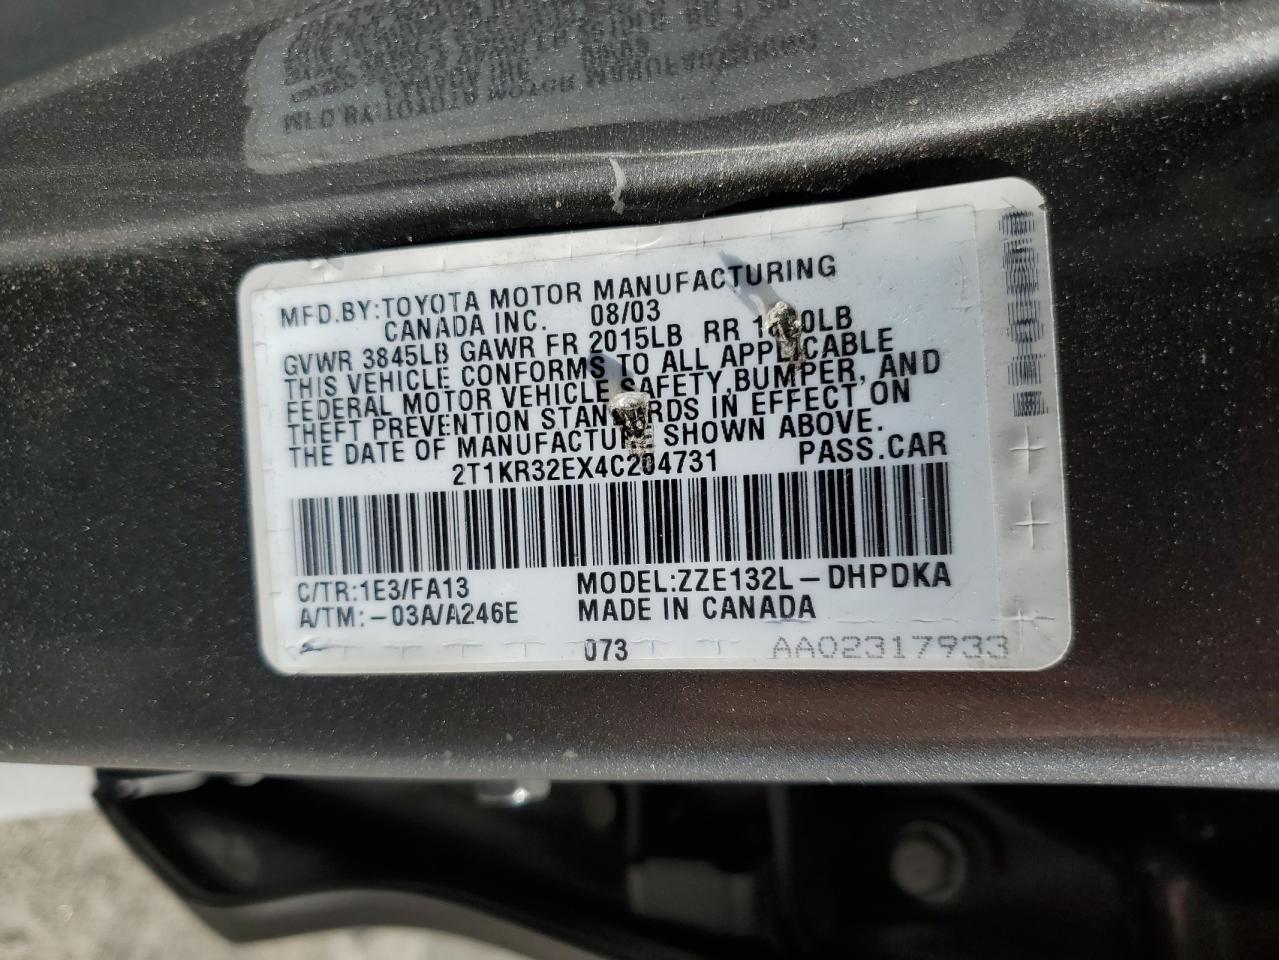 MFD.BY:TOYOTA MOTOR MANUFACTURING
CANADA INC. 08/03
GVWR 3845LB GAWR FR 2015LB RR
THIS VEHICLE CONFORMS TO ALL APPLICABLE
FEDERAL MOTOR VEHICLE SAFETY,BUMPER, AND
THEFT PREVENTION STANDARDS IN EFFECT ON
THE DATE OF MANUFACTURE SHOWN ABOVE.
2T1KR32EX4C204731 PASS.CAR
C/TR:1E3/FA13 MODEL:ZZE132L-DHPDKA
A/TM:-03A/A246E MADE IN CANADA
073 AA02317933